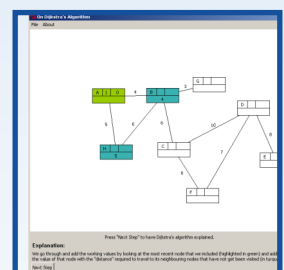 On Dijkstra's Algorithm
File About
G
3
A 1 0
4
B
4
D
5
6
6
10
8
H
5
C
7
E
8
F
Press "Next Step" to have Dijkstra's algorithm explained.
Explanation:
We go through and add the working values by looking at the most recent node that we included (highlighted in green) and add
the value of that node with the "distance" required to travel to its neighbouring nodes that have not yet been visited (in turqu
Next Step